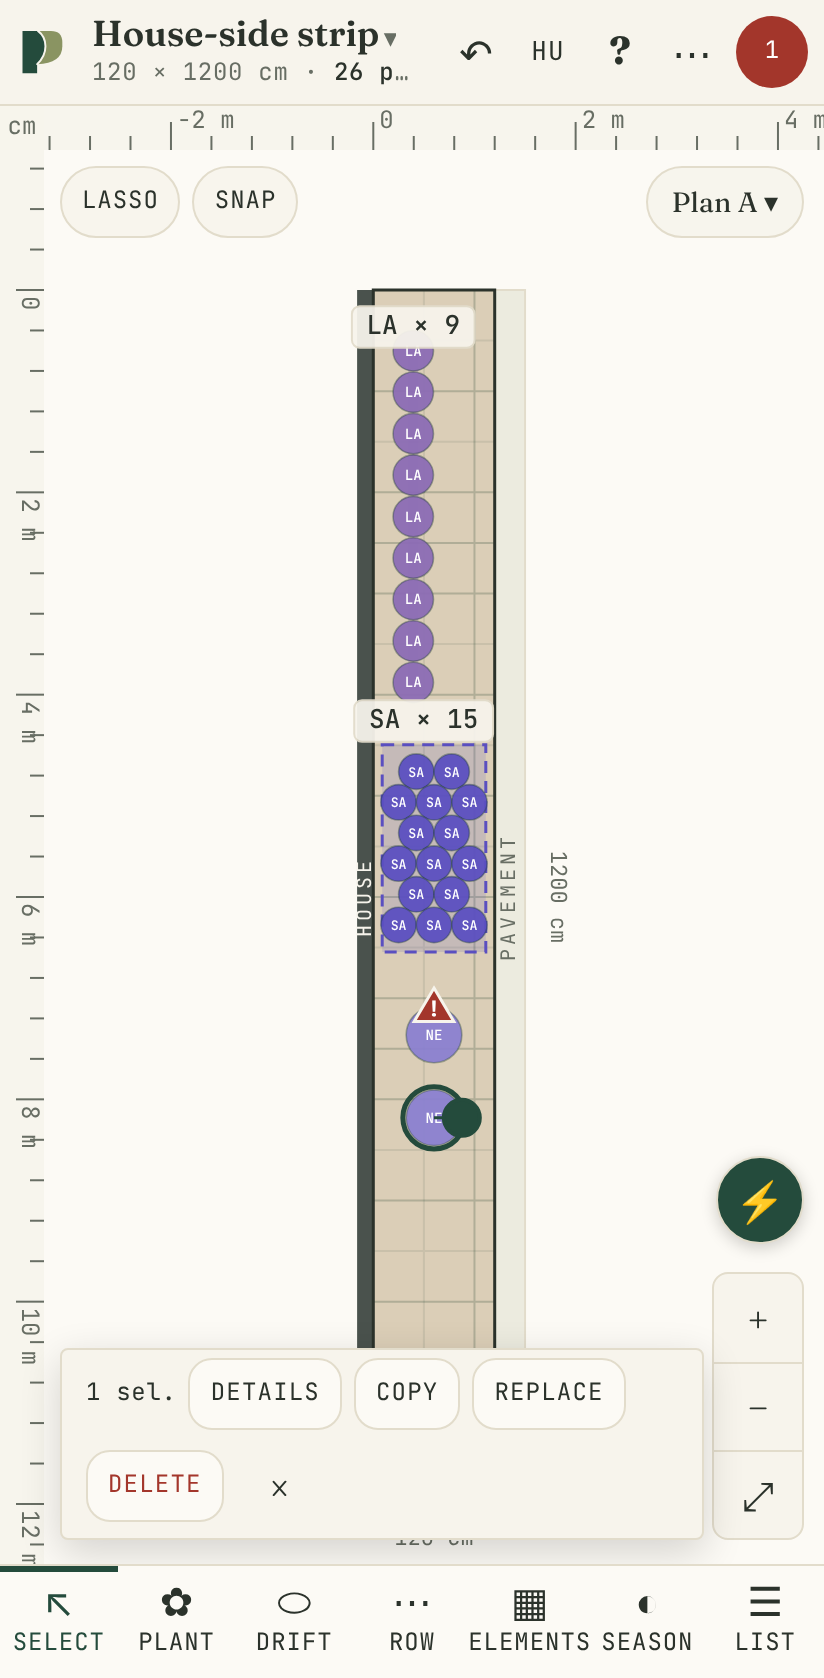 House-side strip ▾
120 × 1200 cm · 26 p…
↶ HU ? … 1
cm
-2 m 0 2 m 4 m
LASSO SNAP Plan A ▾
0
2 m
4 m
6 m
8 m
10 m
12 m
LA × 9
LA
LA
LA
LA
LA
LA
LA
LA
LA
SA × 15
SA SA
SA SA SA
SA SA
SA SA SA
SA SA
SA SA SA
HOUSE
PAVEMENT
1200 cm
!
NE
NE
+
−
1 sel. DETAILS COPY REPLACE
DELETE ×
SELECT PLANT DRIFT ROW ELEMENTS SEASON LIST